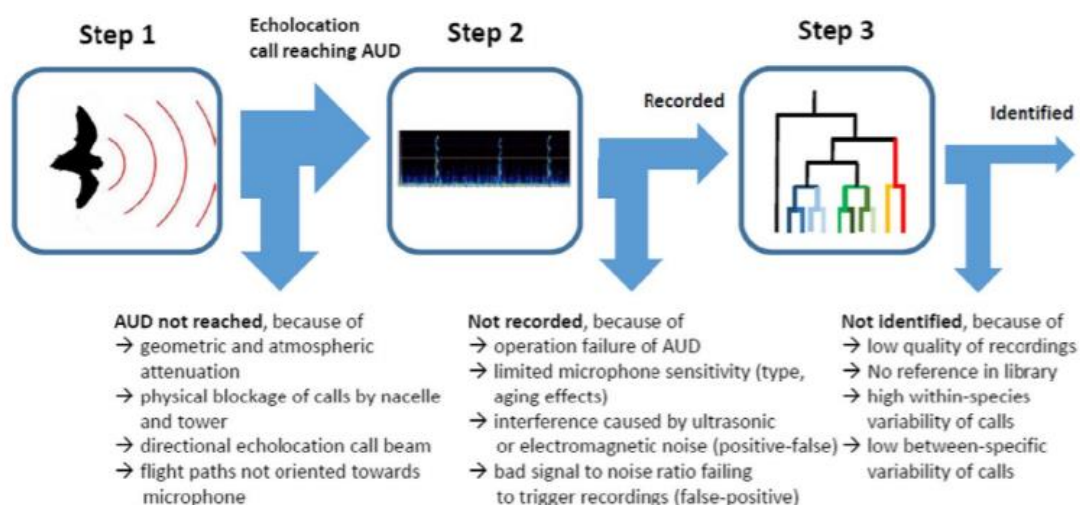 Step 1
Echolocation
call reaching AUD
Step 2
Recorded
Step 3
Identified
AUD not reached, because of
→ geometric and atmospheric
attenuation
→ physical blockage of calls by nacelle
and tower
→ directional echolocation call beam
→ flight paths not oriented towards
microphone
Not recorded, because of
→ operation failure of AUD
→ limited microphone sensitivity (type,
aging effects)
→ interference caused by ultrasonic
or electromagnetic noise (positive-false)
→ bad signal to noise ratio failing
to trigger recordings (false-positive)
Not identified, because of
→ low quality of recordings
→ No reference in library
→ high within-species
variability of calls
→ low between-specific
variability of calls